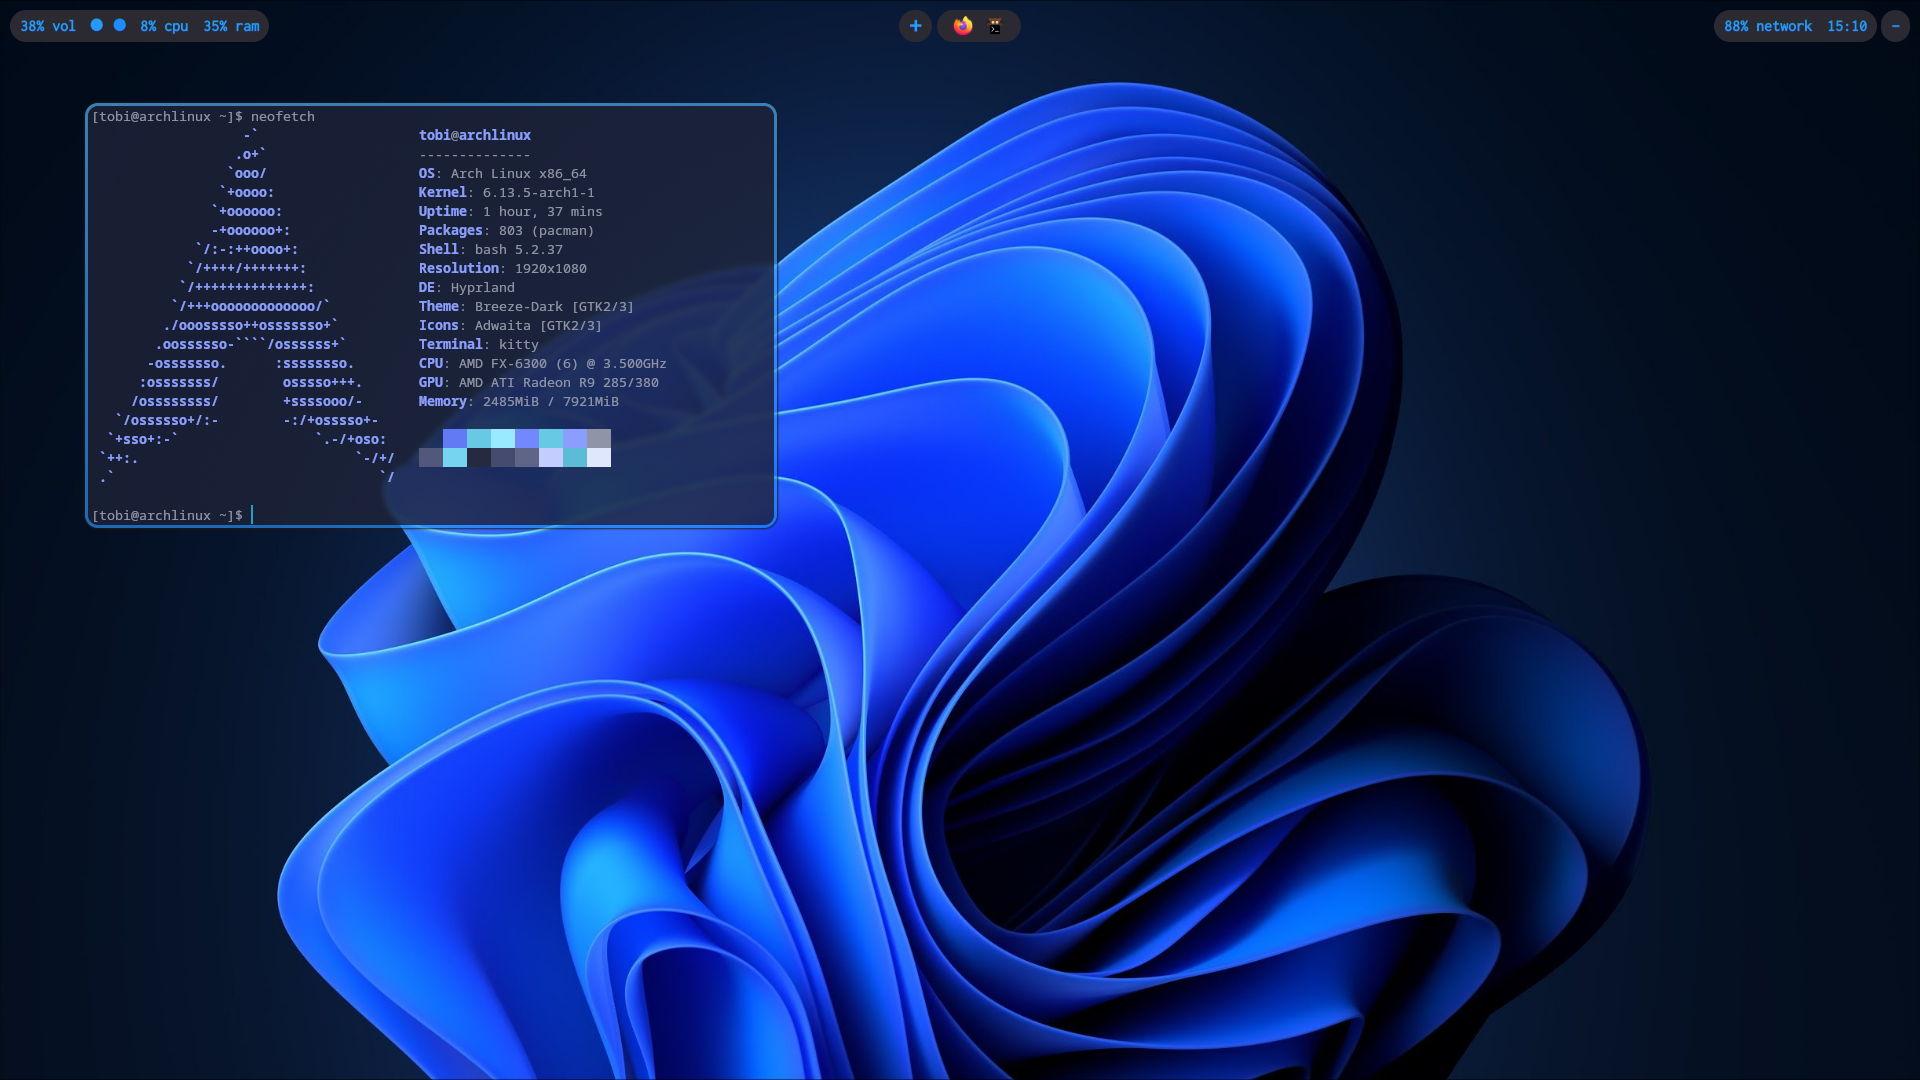 38% vol 8% cpu 35% ram
+
88% network 15:10 -
[tobi@archlinux ~]$ neofetch
-`
.o+`
`ooo/
`+oooo:
`+oooooo:
-+oooooo+:
`/:-:++oooo+:
`/++++/+++++++:
`/++++++++++++++:
`/+++ooooooooooooo/`
./ooosssso++osssssso+`
.oossssso-````/ossssss+`
-osssssso. :ssssssso.
:osssssss/ osssso+++.
/ossssssss/ +ssssooo/-
`/ossssso+/:- -:/+osssso+-
`+sso+:-` `.-/+oso:
`++:. `-/+/
.` `/
tobi@archlinux
--------------
OS: Arch Linux x86_64
Kernel: 6.13.5-arch1-1
Uptime: 1 hour, 37 mins
Packages: 803 (pacman)
Shell: bash 5.2.37
Resolution: 1920x1080
DE: Hyprland
Theme: Breeze-Dark [GTK2/3]
Icons: Adwaita [GTK2/3]
Terminal: kitty
CPU: AMD FX-6300 (6) @ 3.500GHz
GPU: AMD ATI Radeon R9 285/380
Memory: 2485MiB / 7921MiB
[tobi@archlinux ~]$